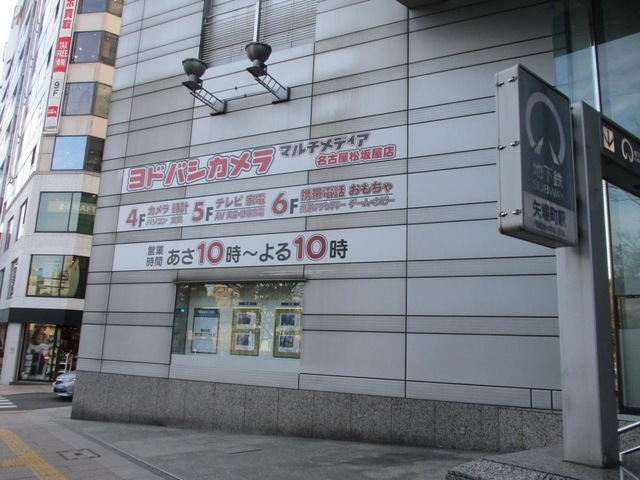 ヨドバシカメラ マルチメディア
名古屋松坂屋店
4F カメラ 時計
パソコン 文具
5F テレビ 家電
6F 携帯電話 おもちゃ
営業時間 あさ10時～よる10時
地下鉄
SUBWAY
矢場町駅
TAX FREE